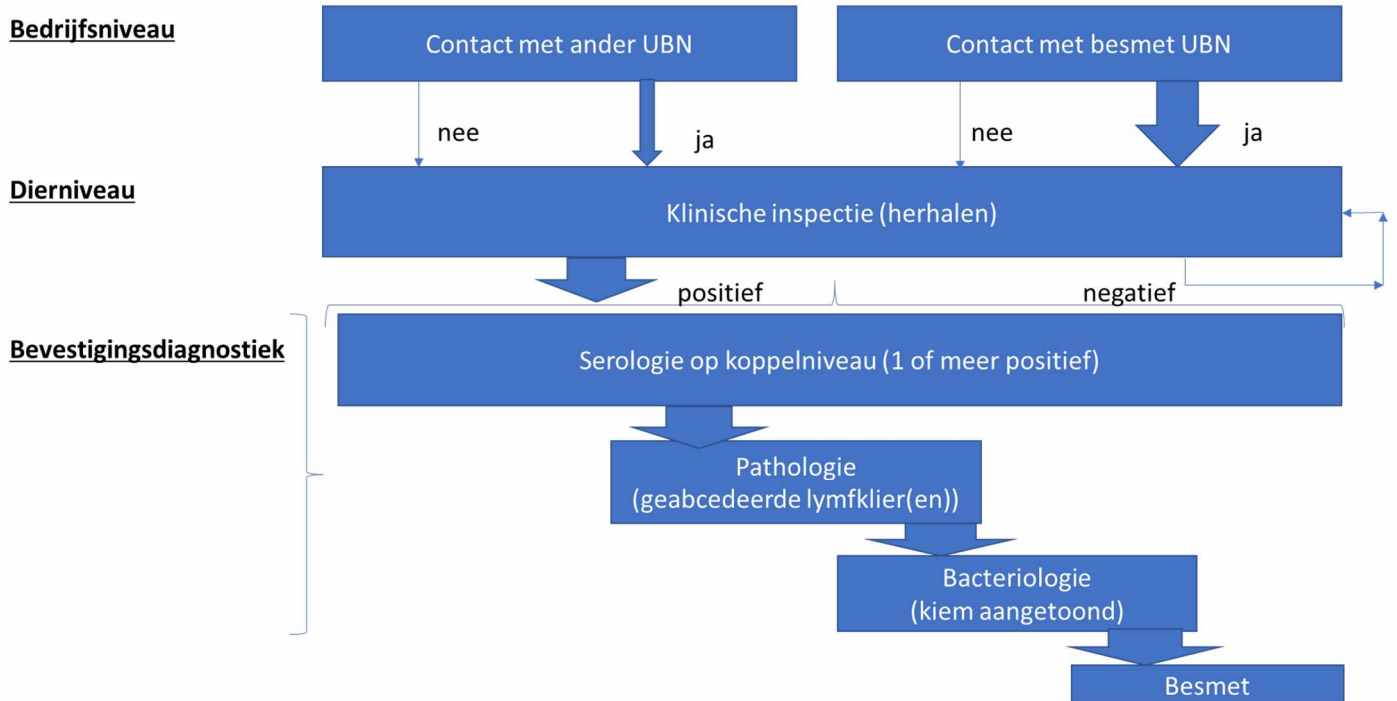 Bedrijfsniveau
Contact met ander UBN
Contact met besmet UBN
nee
ja
nee
ja
Dierniveau
Klinische inspectie (herhalen)
positief
negatief
Bevestigingsdiagnostiek
Serologie op koppelniveau (1 of meer positief)
Pathologie
(geabcedeerde lymfklier(en))
Bacteriologie
(kiem aangetoond)
Besmet